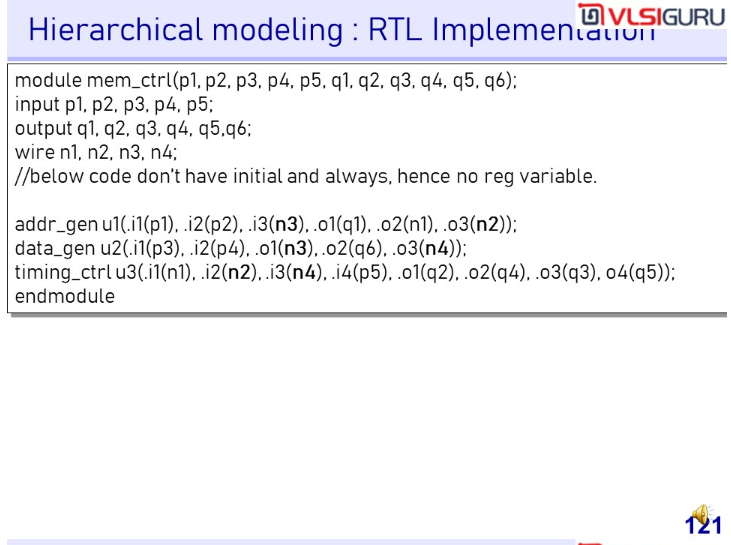 Hierarchical modeling : RTL Implementation
VLSIGURU
module mem_ctrl(p1, p2, p3, p4, p5, q1, q2, q3, q4, q5, q6);
input p1, p2, p3, p4, p5;
output q1, q2, q3, q4, q5,q6;
wire n1, n2, n3, n4;
//below code don't have initial and always, hence no reg variable.
addr_gen u1(.i1(p1), .i2(p2), .i3(n3), .o1(q1), .o2(n1), .o3(n2));
data_gen u2(.i1(p3), .i2(p4), .o1(n3), .o2(q6), .o3(n4));
timing_ctrl u3(.i1(n1), .i2(n2), .i3(n4), .i4(p5), .o1(q2), .o2(q4), .o3(q3), o4(q5));
endmodule
121